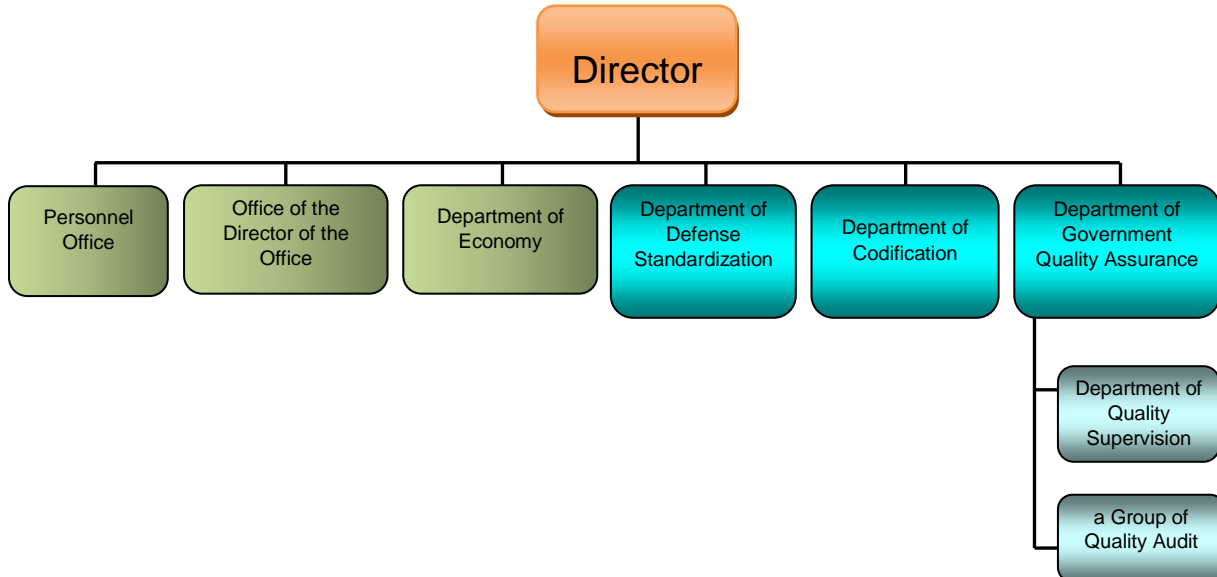 Director
Personnel
Office
Office of the
Director of the
Office
Department of
Economy
Department of
Defense
Standardization
Department of
Codification
Department of
Government
Quality Assurance
Department of
Quality
Supervision
a Group of
Quality Audit